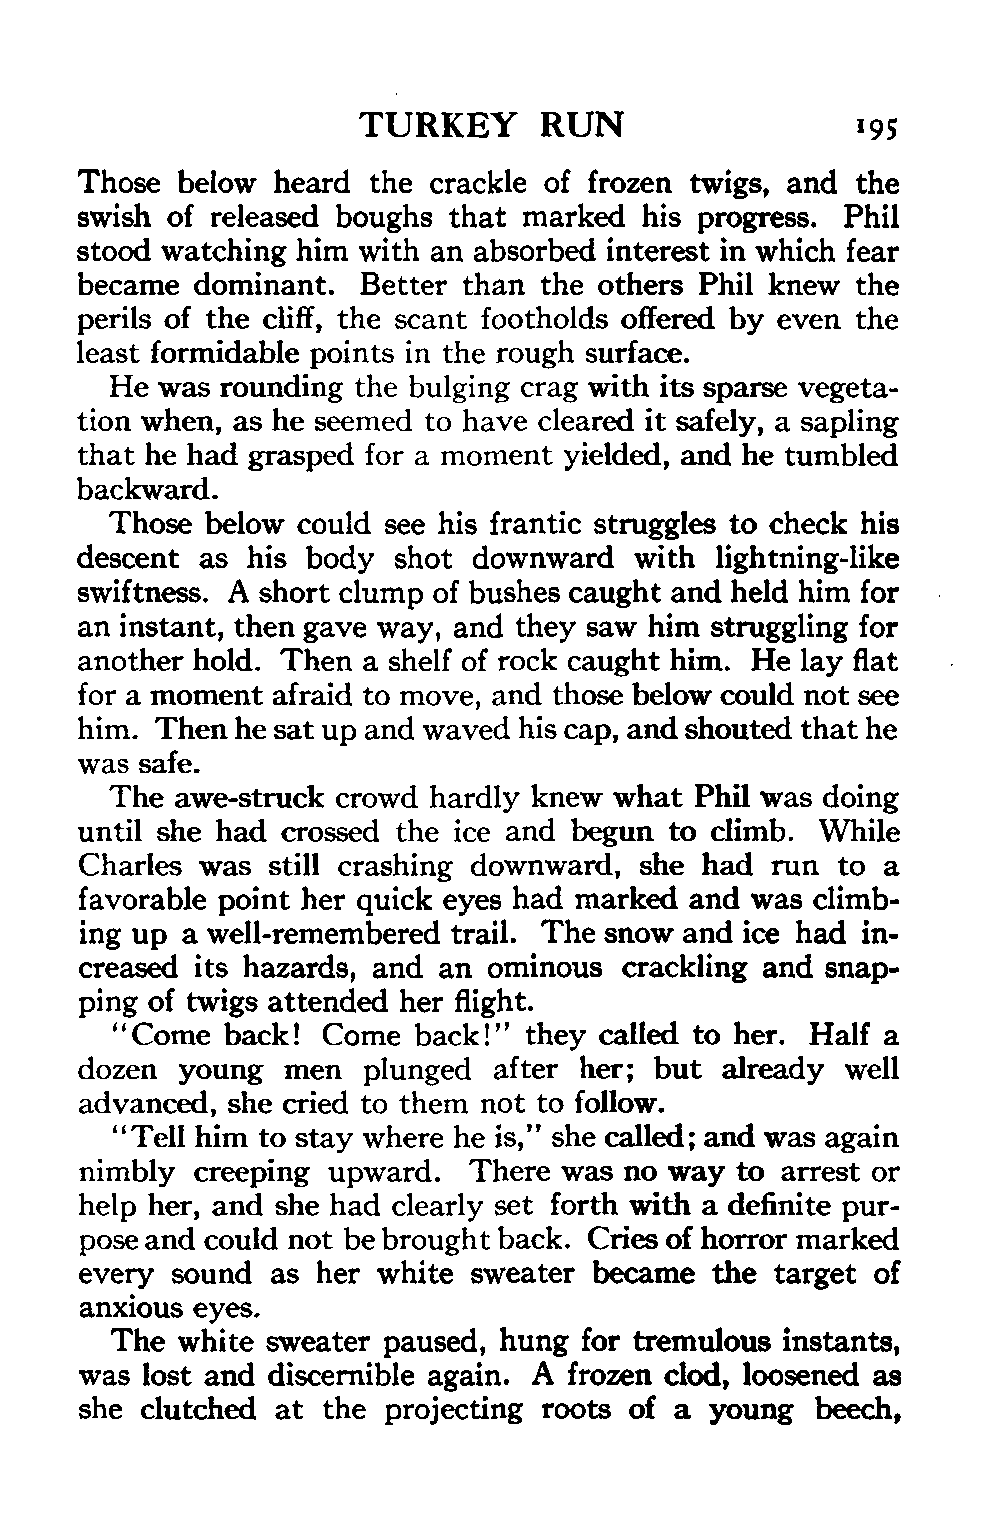 TURKEY RUN 195
Those below heard the crackle of frozen twigs, and the
swish of released boughs that marked his progress. Phil
stood watching him with an absorbed interest in which fear
became dominant. Better than the others Phil knew the
perils of the cliff, the scant footholds offered by even the
least formidable points in the rough surface.
He was rounding the bulging crag with its sparse vegeta-
tion when, as he seemed to have cleared it safely, a sapling
that he had grasped for a moment yielded, and he tumbled
backward.
Those below could see his frantic struggles to check his
descent as his body shot downward with lightning-like
swiftness. A short clump of bushes caught and held him for
an instant, then gave way, and they saw him struggling for
another hold. Then a shelf of rock caught him. He lay flat
for a moment afraid to move, and those below could not see
him. Then he sat up and waved his cap, and shouted that he
was safe.
The awe-struck crowd hardly knew what Phil was doing
until she had crossed the ice and begun to climb. While
Charles was still crashing downward, she had run to a
favorable point her quick eyes had marked and was climb-
ing up a well-remembered trail. The snow and ice had in-
creased its hazards, and an ominous crackling and snap-
ping of twigs attended her flight.
"Come back! Come back!" they called to her. Half a
dozen young men plunged after her; but already well
advanced, she cried to them not to follow.
"Tell him to stay where he is," she called; and was again
nimbly creeping upward. There was no way to arrest or
help her, and she had clearly set forth with a definite pur-
pose and could not be brought back. Cries of horror marked
every sound as her white sweater became the target of
anxious eyes.
The white sweater paused, hung for tremulous instants,
was lost and discernible again. A frozen clod, loosened as
she clutched at the projecting roots of a young beech,